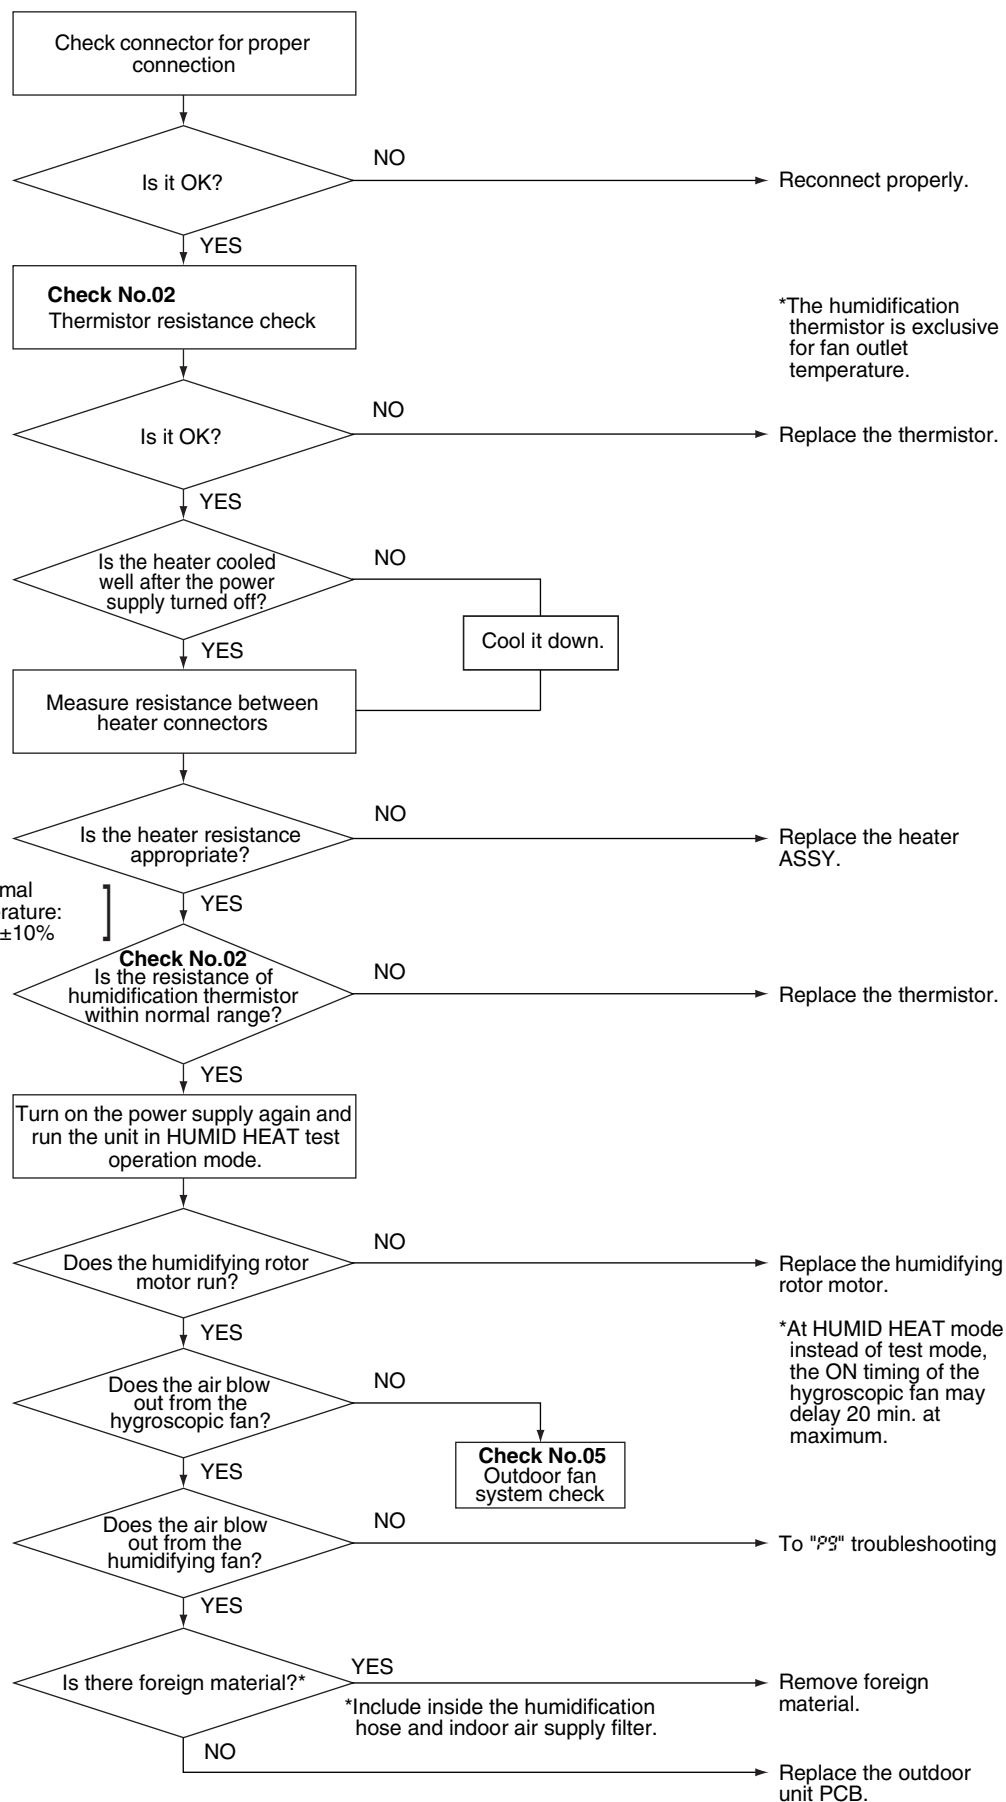 Check connector for proper
connection
Is it OK?
NO
Reconnect properly.
YES
Check No.02
Thermistor resistance check
*The humidification
thermistor is exclusive
for fan outlet
temperature.
Is it OK?
NO
Replace the thermistor.
YES
Is the heater cooled
well after the power
supply turned off?
NO
Cool it down.
YES
Measure resistance between
heater connectors
Is the heater resistance
appropriate?
NO
Replace the heater
ASSY.
YES
mal
rature:
±10%
]
Check No.02
Is the resistance of
humidification thermistor
within normal range?
NO
Replace the thermistor.
YES
Turn on the power supply again and
run the unit in HUMID HEAT test
operation mode.
Does the humidifying rotor
motor run?
NO
Replace the humidifying
rotor motor.
YES
*At HUMID HEAT mode
instead of test mode,
the ON timing of the
hygroscopic fan may
delay 20 min. at
maximum.
Does the air blow
out from the
hygroscopic fan?
NO
Check No.05
Outdoor fan
system check
YES
Does the air blow
out from the
humidifying fan?
NO
To "P9" troubleshooting
YES
Is there foreign material?*
YES
Remove foreign
material.
*Include inside the humidification
hose and indoor air supply filter.
NO
Replace the outdoor
unit PCB.